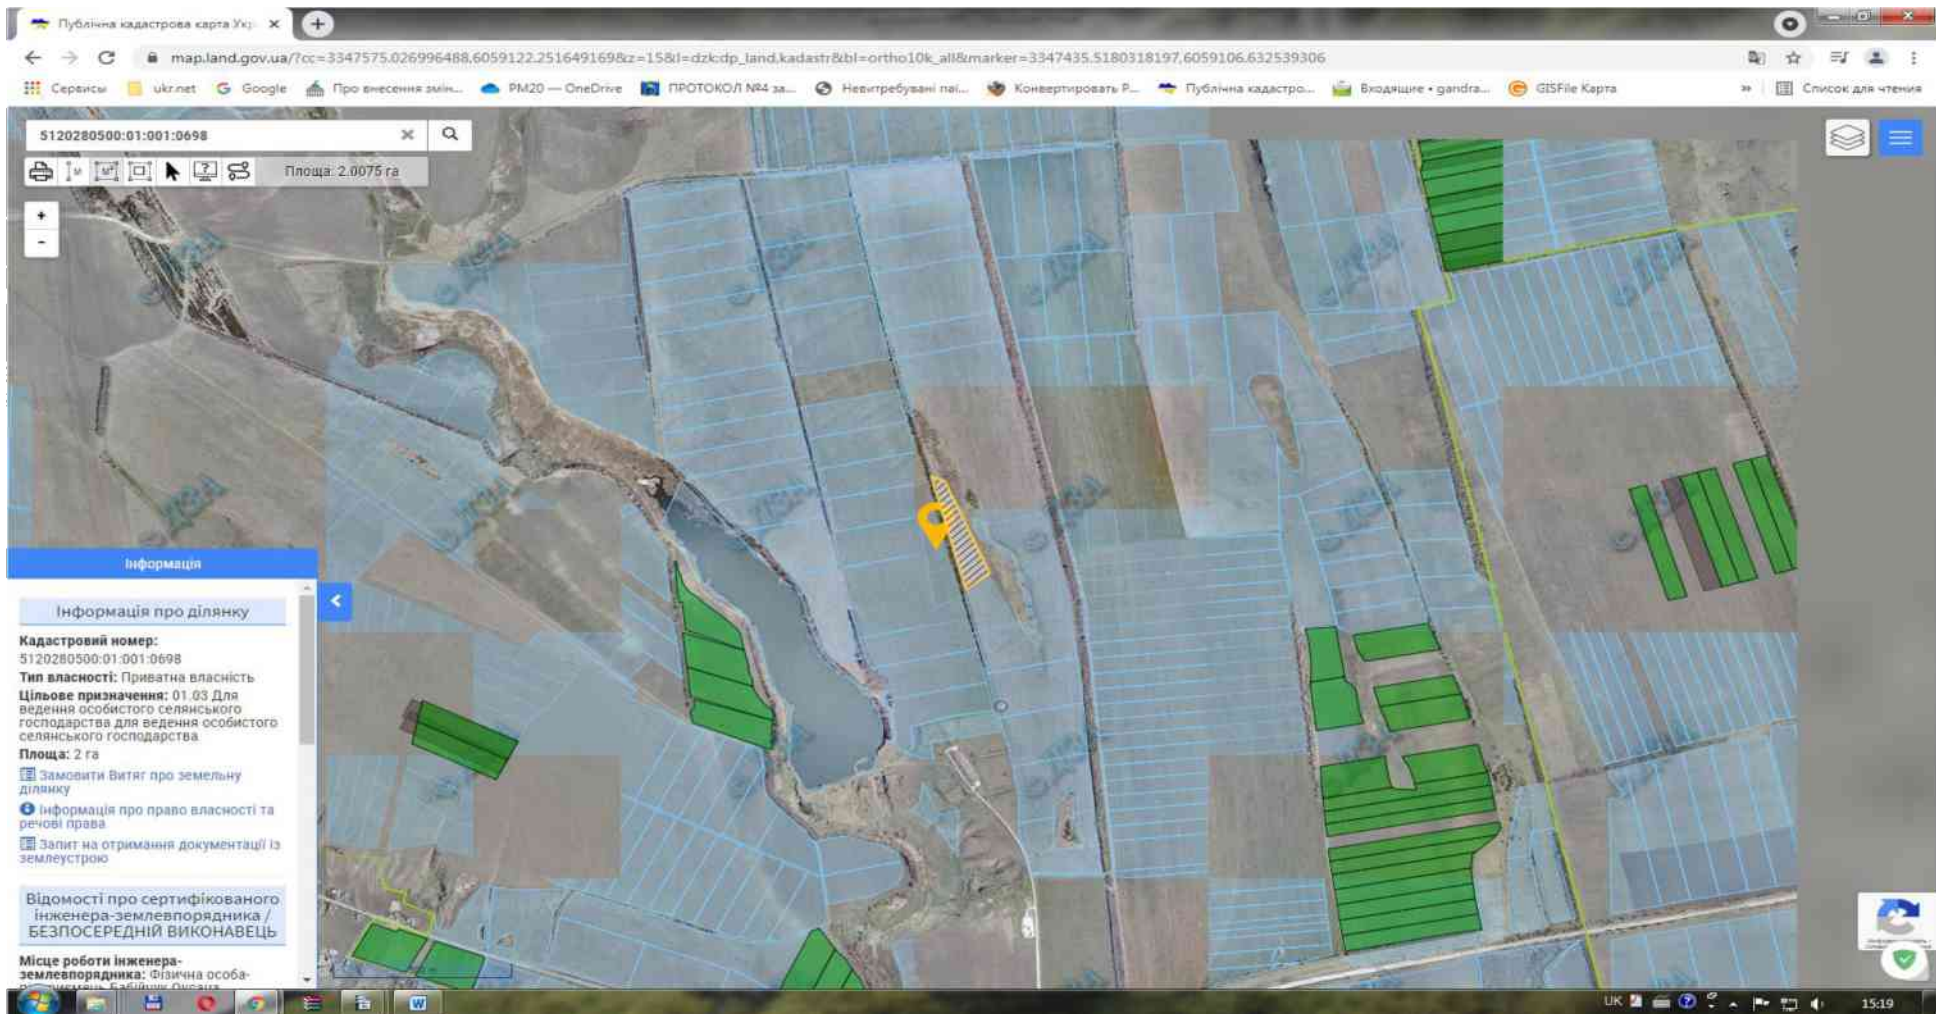 Публічна кадастрова карта Укр
map.land.gov.ua/?cc=3347575.026996488,6059122.251649169&z=15&l=dzk:dp_land,kadastr&bl=ortho10k_all&marker=3347435.5180318197,6059106.632539306
Сервисы ukr.net Google Про внесення змін... PM20 — OneDrive ПРОТОКОЛ №4 за... Невитребувані паї... Конвертировать P... Публічна кадастро... Входящие • gandra... GISFile Карта » Список для чтения
5120280500:01:001:0698
Площа: 2.0075 га
+
-
Інформація
Інформація про ділянку
Кадастровий номер:
5120280500:01:001:0698
Тип власності: Приватна власність
Цільове призначення: 01.03 Для
ведення особистого селянського
господарства для ведення особистого
селянського господарства
Площа: 2 га
Замовити Витяг про земельну
ділянку
Інформація про право власності та
речові права
Запит на отримання документації із
землеустрою
Відомості про сертифікованого
інженера-землевпорядника /
БЕЗПОСЕРЕДНІЙ ВИКОНАВЕЦЬ
Місце роботи інженера-
землевпорядника: Фізична особа-
UK 15:19